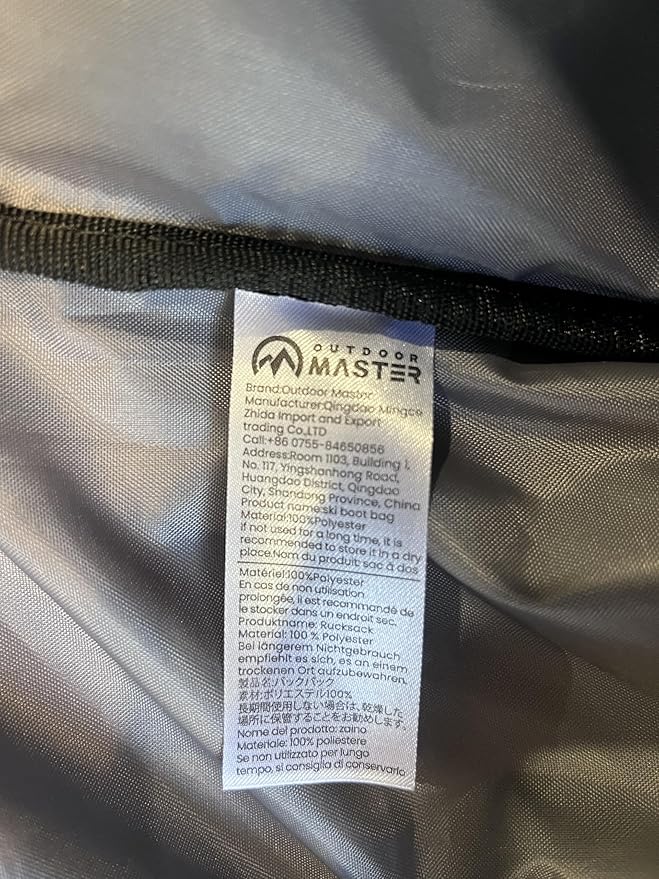 OUTDOOR
MASTER
Brand:Outdoor Master
Manufacturer:Qingdao Mingce
Zhida Import and Export
trading Co.,LTD
Call:+86 0755-84650856
Address:Room 1103, Building 1,
No. 117, Yingshanhong Road,
Huangdao District, Qingdao
City, Shandong Province, China
Product name:ski boot bag
Material:100%Polyester
If not used for a long time, it is
recommended to store it in a dry
place.Nom du produit: sac à dos
Matériel:100%Polyester
En cas de non utilisation
prolongée, il est recommandé de
le stocker dans un endroit sec.
Produktname: Rucksack
Material: 100 % Polyester
Bei längerem Nichtgebrauch
empfiehlt es sich, es an einem
trockenen Ort aufzubewahren.
製品名:バックパック
素材:ポリエステル100%
長期間使用しない場合は、乾燥した
場所に保管することをお勧めします。
Nome del prodotto: zaino
Materiale: 100% poliestere
Se non utilizzato per lungo
tempo, si consiglia di conservarlo